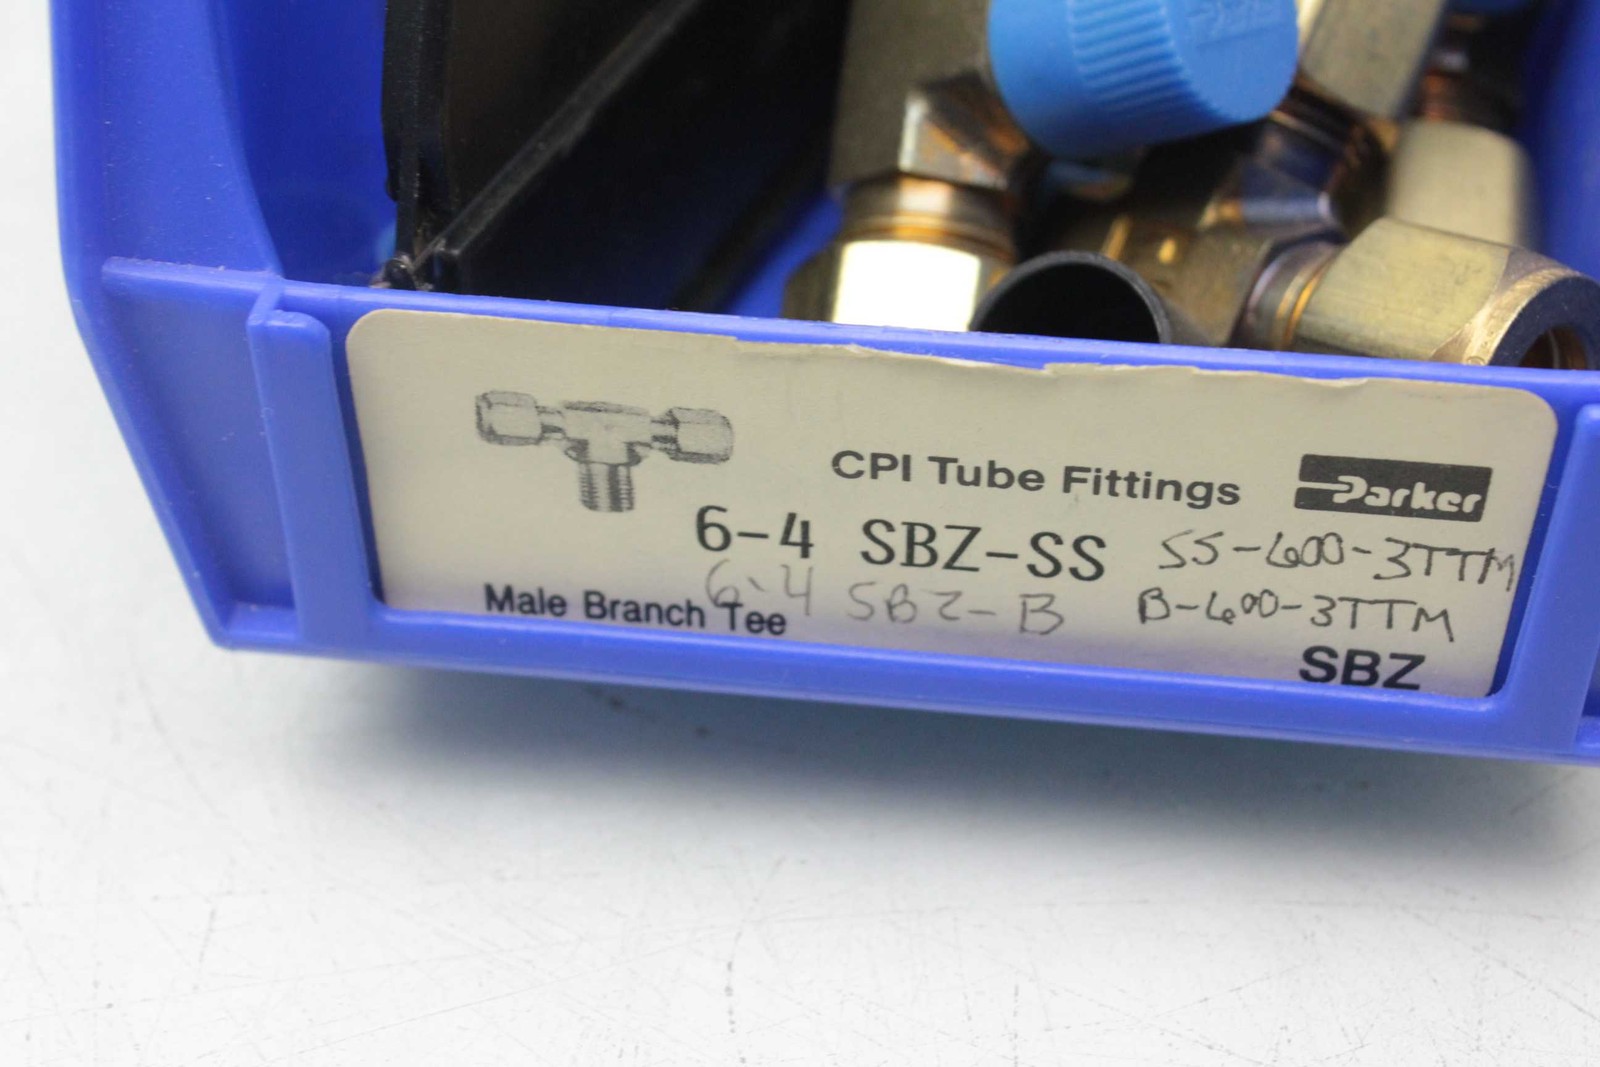 CPI Tube Fittings Parker
6-4 SBZ-SS SS-600-3TTM
6-4 SBZ-B B-600-3TTM
Male Branch Tee
SBZ